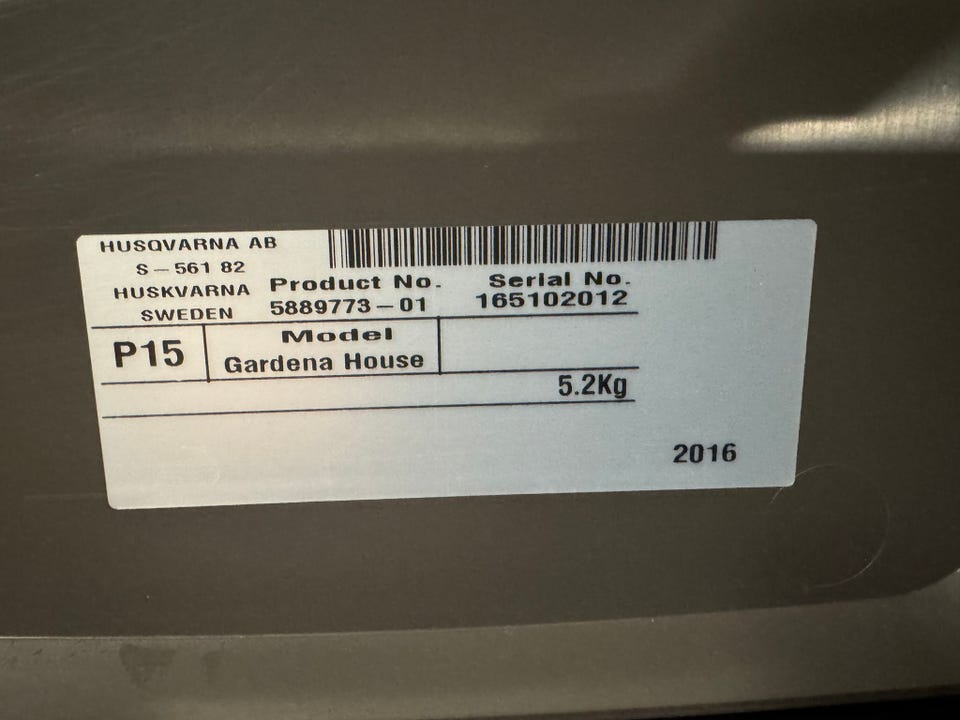 HUSQVARNA AB
S-561 82
HUSKVARNA
SWEDEN
Product No.
5889773-01
Serial No.
165102012
P15
Model
Gardena House
5.2Kg
2016